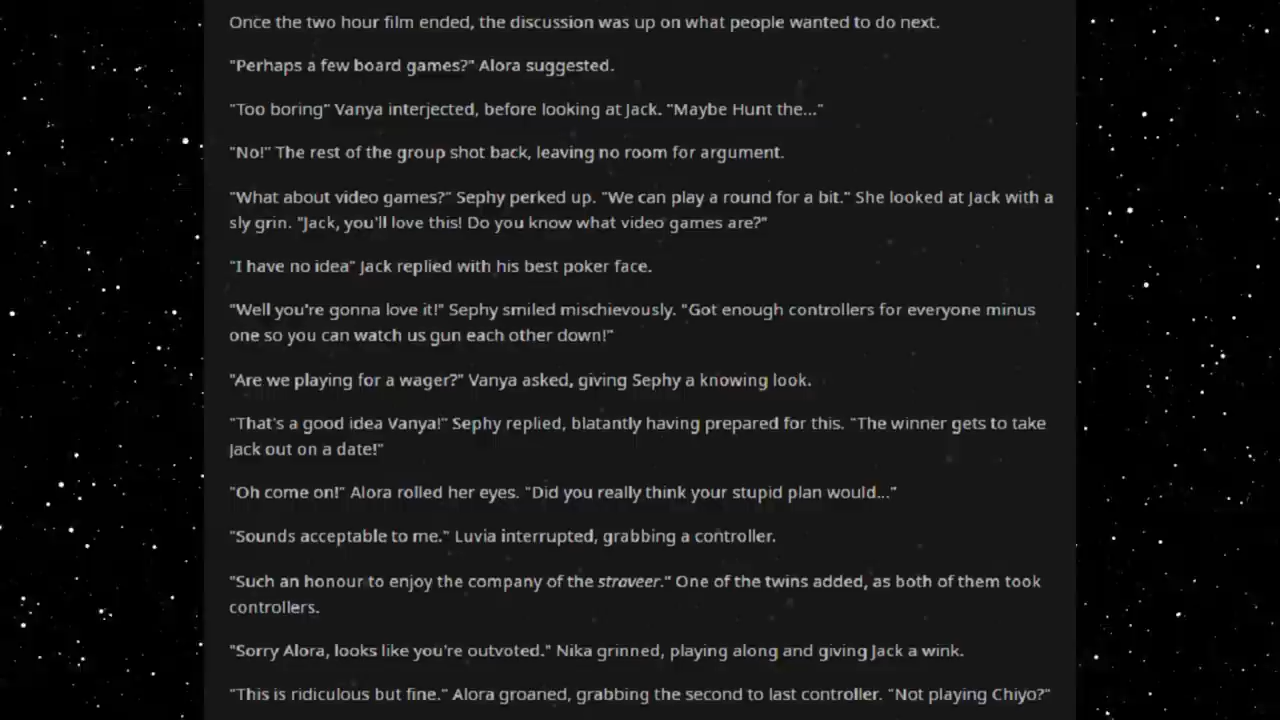 Once the two hour film ended, the discussion was up on what people wanted to do next.
"Perhaps a few board games?" Alora suggested.
"Too boring" Vanya interjected, before looking at Jack. "Maybe Hunt the..."
"No!" The rest of the group shot back, leaving no room for argument.
"What about video games?" Sephy perked up. "We can play a round for a bit." She looked at Jack with a
sly grin. "Jack, you'll love this! Do you know what video games are?"
"I have no idea" Jack replied with his best poker face.
"Well you're gonna love it!" Sephy smiled mischievously. "Got enough controllers for everyone minus
one so you can watch us gun each other down!"
"Are we playing for a wager?" Vanya asked, giving Sephy a knowing look.
"That's a good idea Vanya!" Sephy replied, blatantly having prepared for this. "The winner gets to take
Jack out on a date!"
"Oh come on!" Alora rolled her eyes. "Did you really think your stupid plan would..."
"Sounds acceptable to me." Luvia interrupted, grabbing a controller.
"Such an honour to enjoy the company of the straveer." One of the twins added, as both of them took
controllers.
"Sorry Alora, looks like you're outvoted." Nika grinned, playing along and giving Jack a wink.
"This is ridiculous but fine." Alora groaned, grabbing the second to last controller. "Not playing Chiyo?"